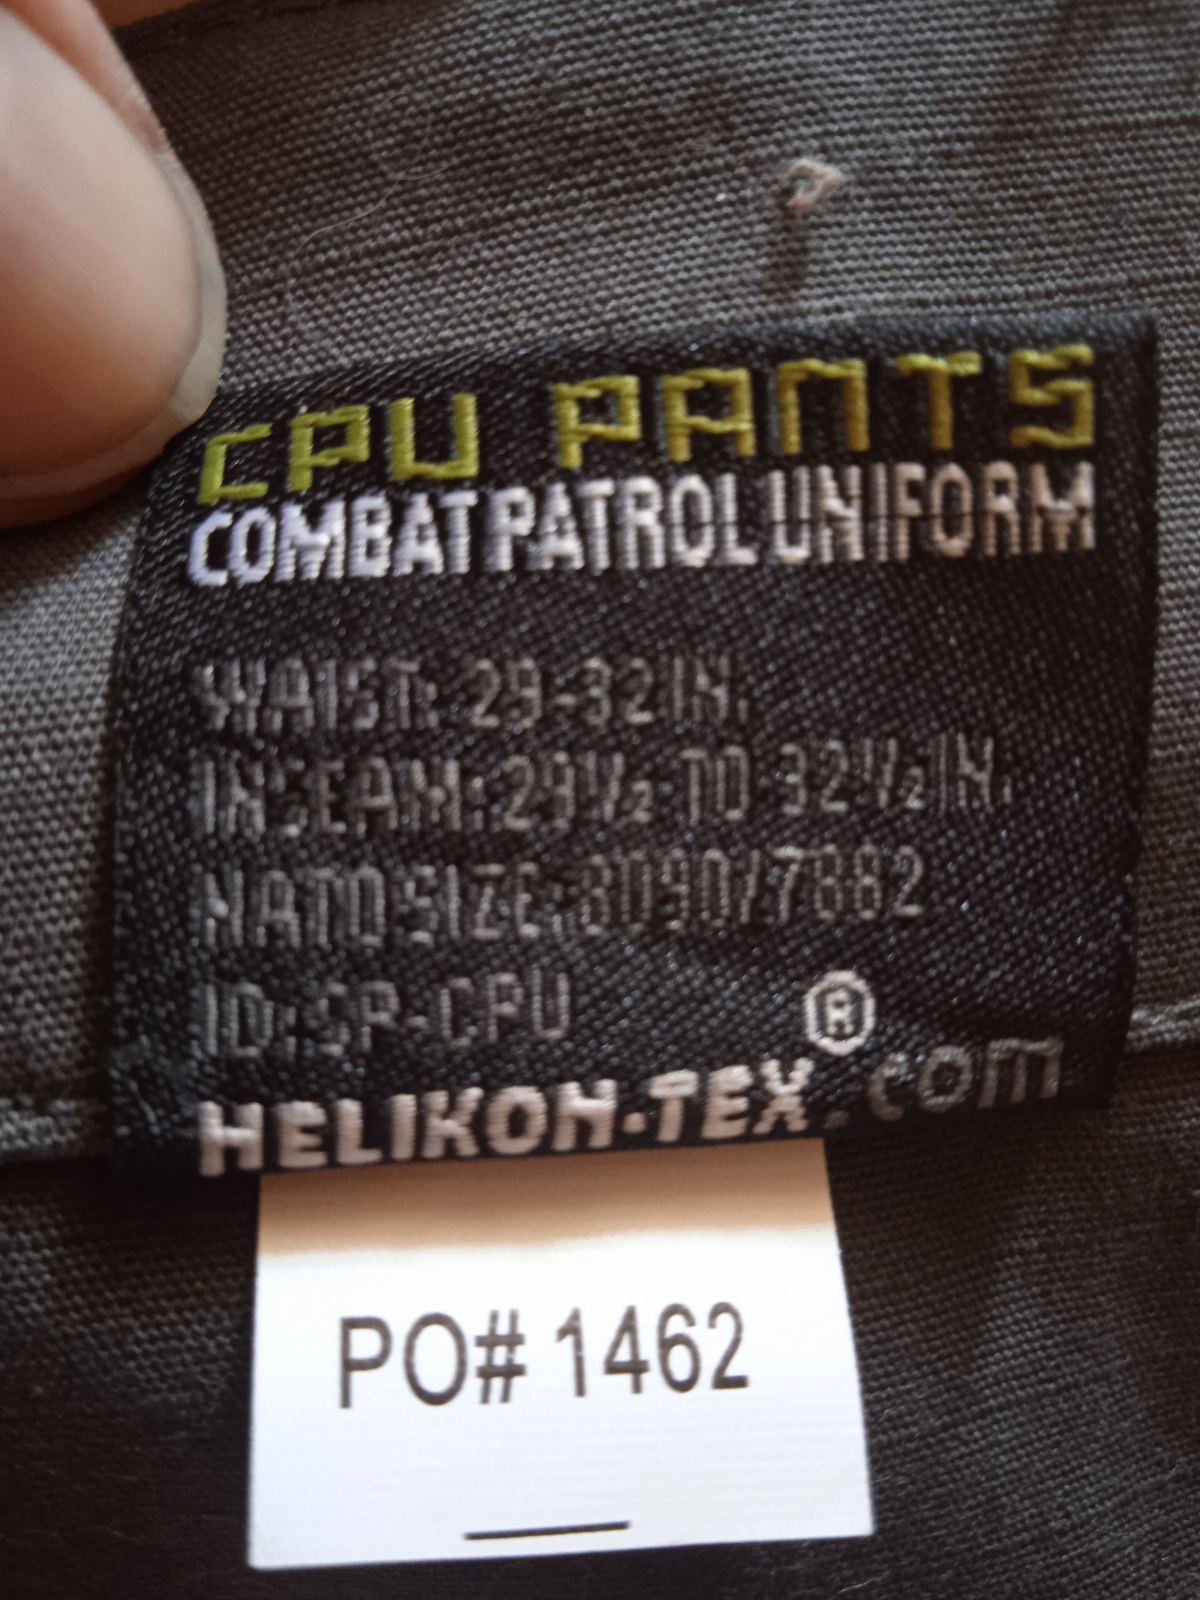 CPU PANTS
COMBAT PATROL UNIFORM
WAIST: 29-32 IN.
INSEAM: 29½ TO 32½ IN.
NATO SIZE: 8090/7882
ID: SP-CPU
HELIKON-TEX®.com
PO# 1462